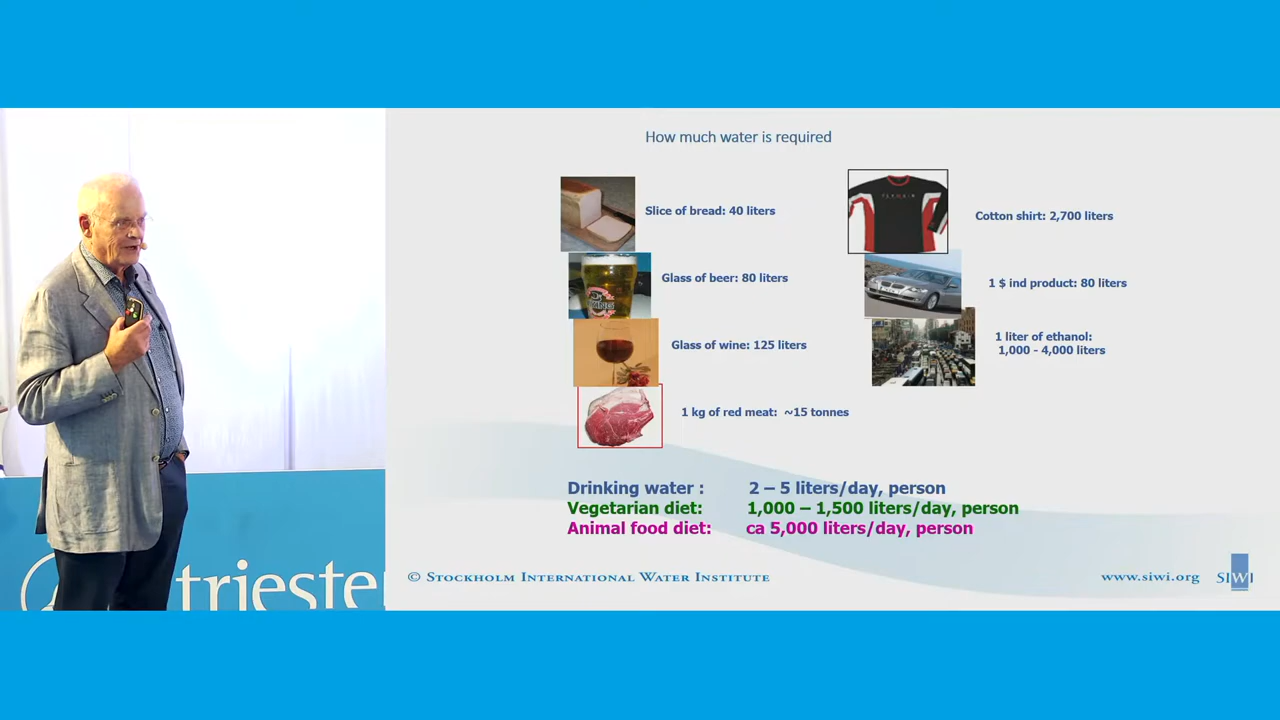 How much water is required
Slice of bread: 40 liters
Glass of beer: 80 liters
Glass of wine: 125 liters
1 kg of red meat: ~15 tonnes
Cotton shirt: 2,700 liters
1 $ ind product: 80 liters
1 liter of ethanol:
1,000 - 4,000 liters
Drinking water : 2 – 5 liters/day, person
Vegetarian diet: 1,000 – 1,500 liters/day, person
Animal food diet: ca 5,000 liters/day, person
© Stockholm International Water Institute
www.siwi.org
SIWI
trieste